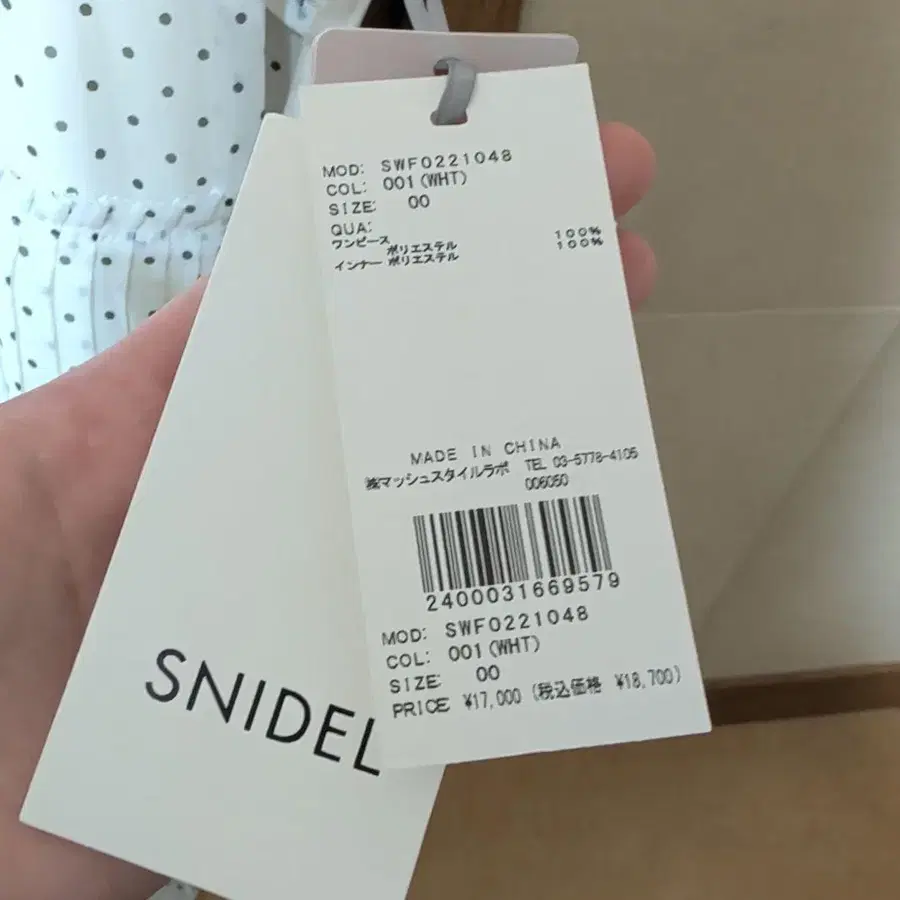 MOD: SWF0221048
COL: 001(WHT)
SIZE: 00
QUA:
ワンピース
ポリエステル 100%
インナー ポリエステル 100%
MADE IN CHINA
㈱マッシュスタイルラボ TEL 03-5778-4105
006050
2400031669579
MOD: SWF0221048
COL: 001(WHT)
SIZE: 00
PRICE ¥17,000 (税込価格 ¥18,700)
SNIDEL